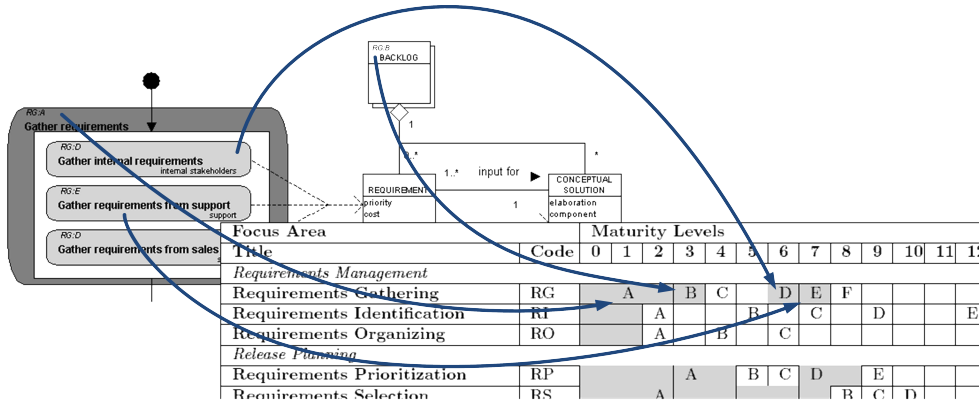 RG:B
BACKLOG
RG:A
Gather requirements
1
RG:D
Gather internal requirements
internal stakeholders
0..*
*
1..*
input for
RG:E
Gather requirements from support
support
REQUIREMENT
priority
cost
1
CONCEPTUAL
SOLUTION
elaboration
component
RG:D
Gather requirements from sales
Focus Area Maturity Levels
Title Code 0 1 2 3 4 5 6 7 8 9 10 11 12
Requirements Management
Requirements Gathering RG A B C D E F
Requirements Identification RI A B C D E
Requirements Organizing RO A B C
Release Planning
Requirements Prioritization RP A B C D E
Requirements Selection RS A B C D